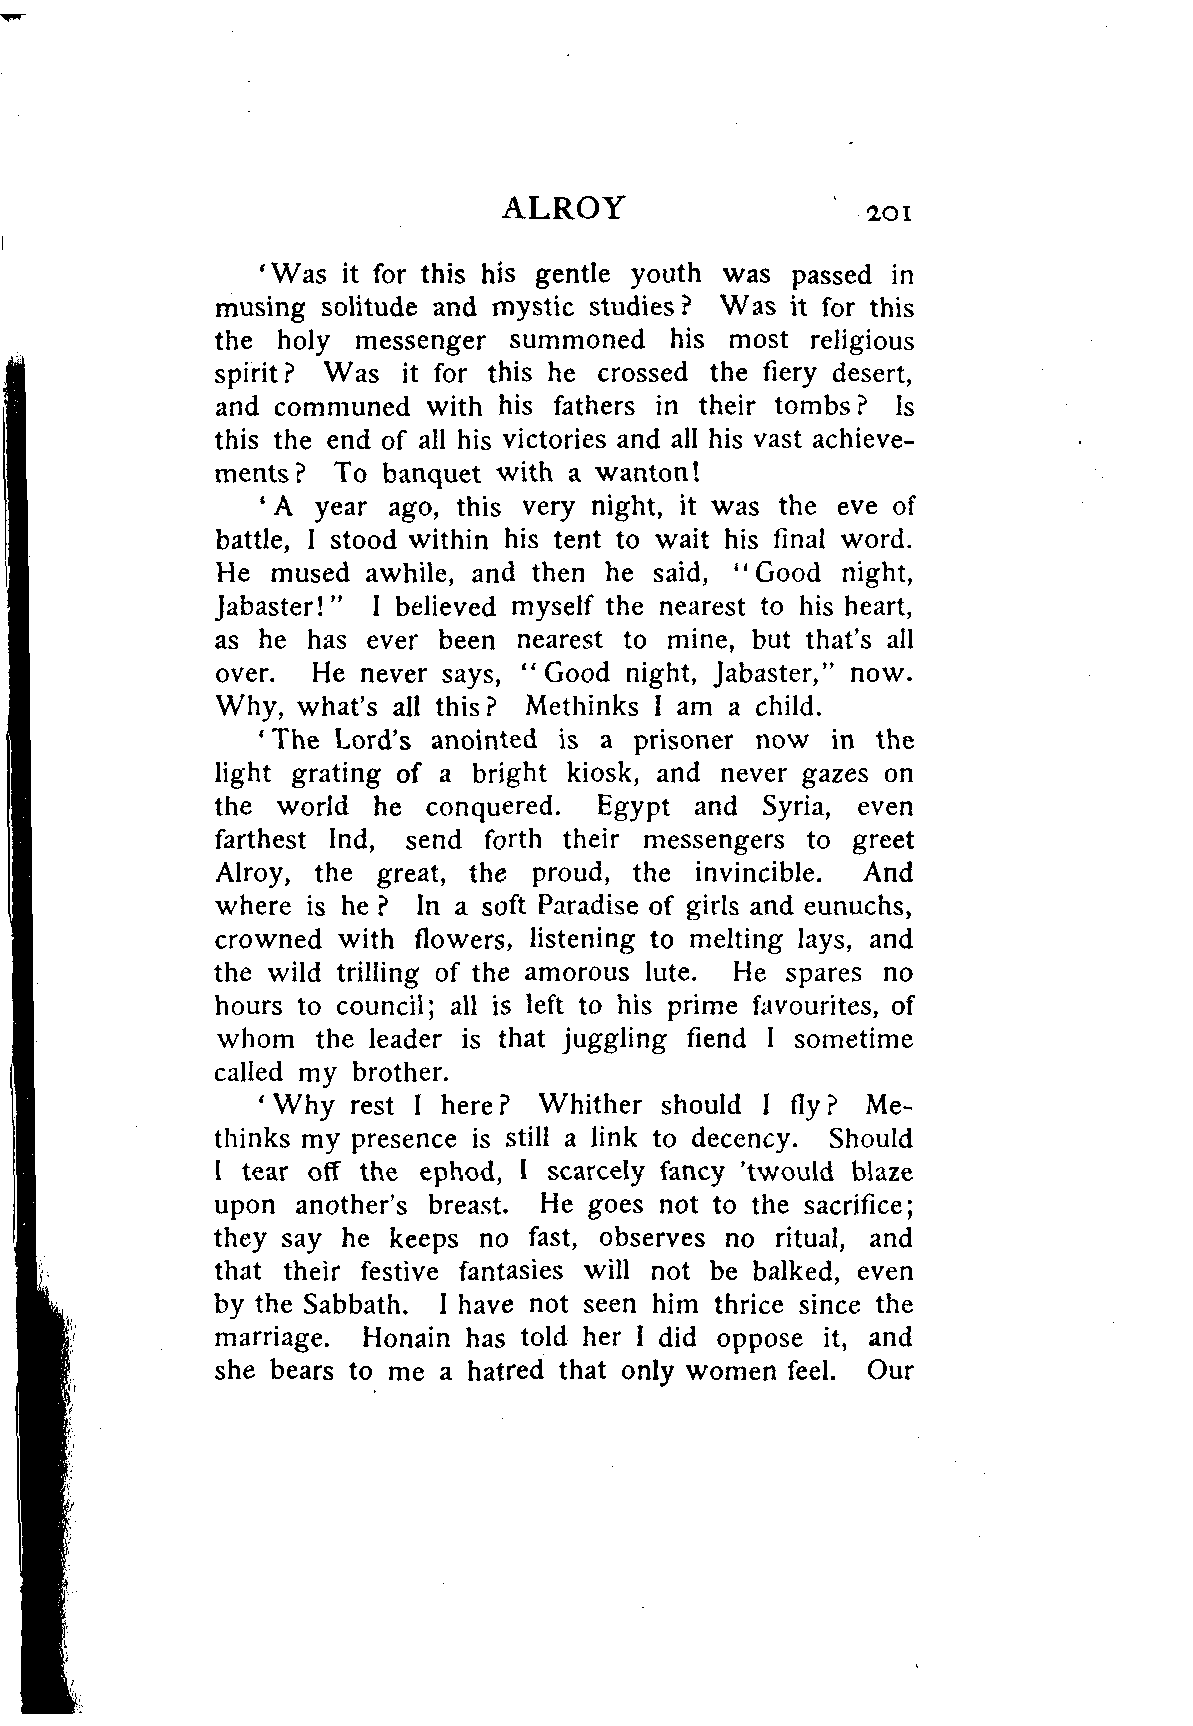 ALROY 201
‘Was it for this his gentle youth was passed in
musing solitude and mystic studies? Was it for this
the holy messenger summoned his most religious
spirit? Was it for this he crossed the fiery desert,
and communed with his fathers in their tombs? Is
this the end of all his victories and all his vast achieve-
ments? To banquet with a wanton!
‘A year ago, this very night, it was the eve of
battle, I stood within his tent to wait his final word.
He mused awhile, and then he said, “Good night,
Jabaster!” I believed myself the nearest to his heart,
as he has ever been nearest to mine, but that’s all
over. He never says, “Good night, Jabaster,” now.
Why, what’s all this? Methinks I am a child.
‘The Lord’s anointed is a prisoner now in the
light grating of a bright kiosk, and never gazes on
the world he conquered. Egypt and Syria, even
farthest Ind, send forth their messengers to greet
Alroy, the great, the proud, the invincible. And
where is he? In a soft Paradise of girls and eunuchs,
crowned with flowers, listening to melting lays, and
the wild trilling of the amorous lute. He spares no
hours to council; all is left to his prime favourites, of
whom the leader is that juggling fiend I sometime
called my brother.
‘Why rest I here? Whither should I fly? Me-
thinks my presence is still a link to decency. Should
I tear off the ephod, I scarcely fancy ’twould blaze
upon another’s breast. He goes not to the sacrifice;
they say he keeps no fast, observes no ritual, and
that their festive fantasies will not be balked, even
by the Sabbath. I have not seen him thrice since the
marriage. Honain has told her I did oppose it, and
she bears to me a hatred that only women feel. Our